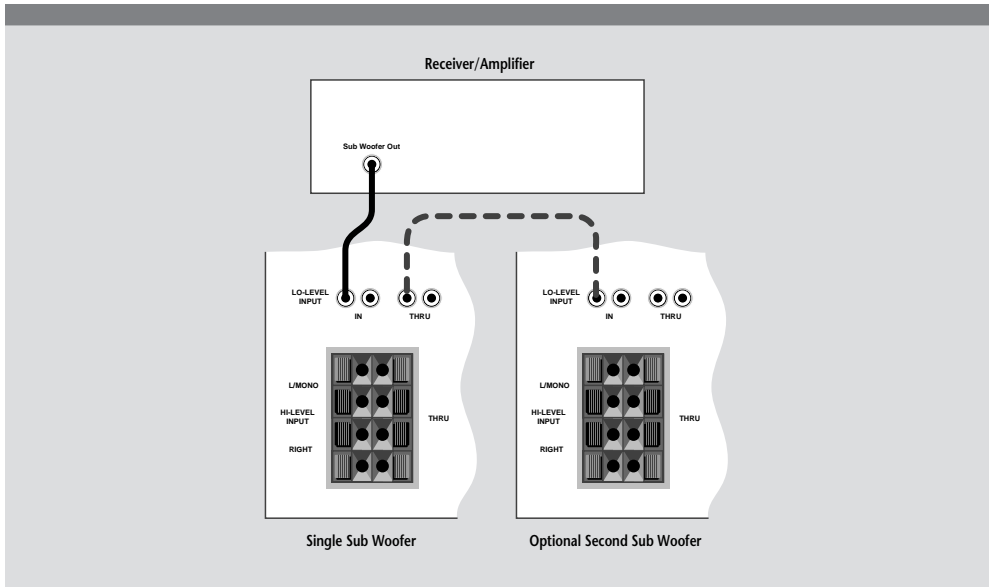 Receiver/Amplifier
Sub Woofer Out
LO-LEVEL
INPUT
IN
THRU
L/MONO
HI-LEVEL
INPUT
THRU
RIGHT
Single Sub Woofer
LO-LEVEL
INPUT
IN
THRU
L/MONO
HI-LEVEL
INPUT
THRU
RIGHT
Optional Second Sub Woofer